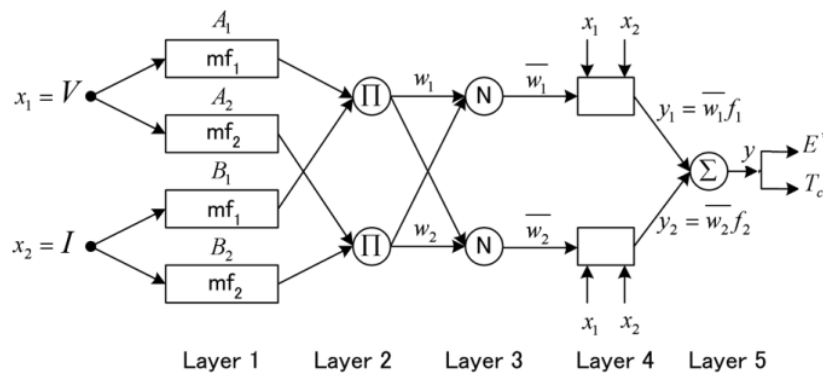 A₁
mf₁
x₁ = V
A₂
mf₂
B₁
mf₁
x₂ = I
B₂
mf₂
Π
Π
w₁
w₂
N
N
w̅₁
w̅₂
x₁ x₂
x₁ x₂
y₁ = w̅₁f₁
y₂ = w̅₂f₂
Σ
y
T_c
Layer 1 Layer 2 Layer 3 Layer 4 Layer 5